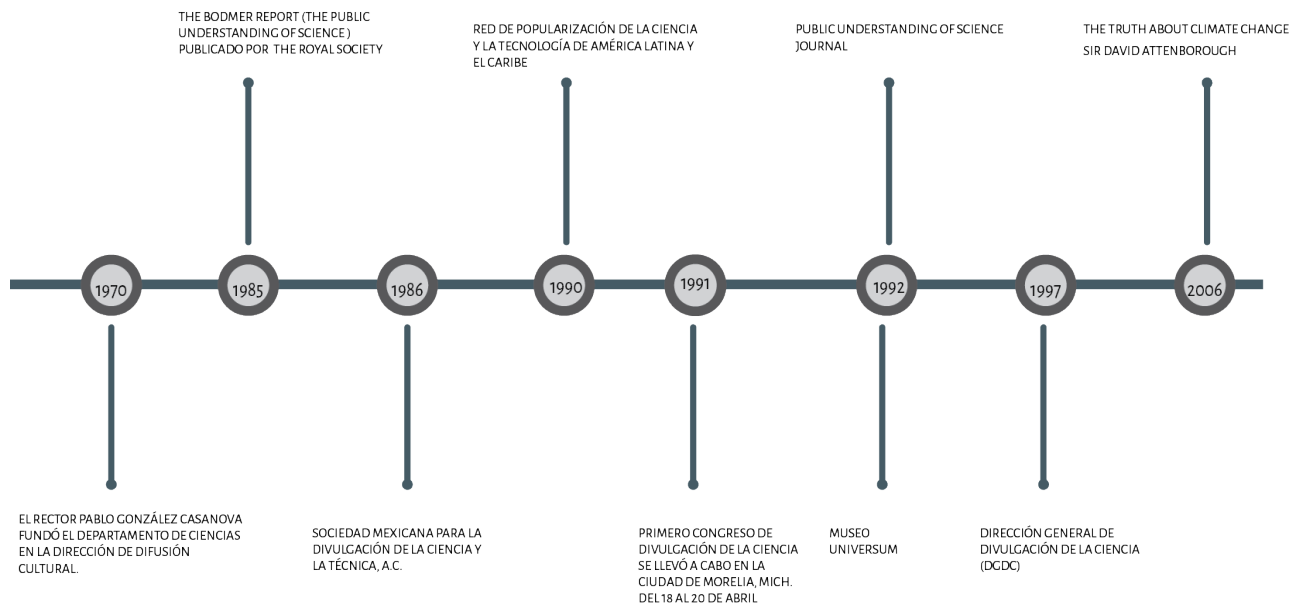 THE BODMER REPORT (THE PUBLIC
UNDERSTANDING OF SCIENCE )
PUBLICADO POR THE ROYAL SOCIETY
RED DE POPULARIZACIÓN DE LA CIENCIA
Y LA TECNOLOGÍA DE AMÉRICA LATINA Y
EL CARIBE
PUBLIC UNDERSTANDING OF SCIENCE
JOURNAL
THE TRUTH ABOUT CLIMATE CHANGE
SIR DAVID ATTENBOROUGH
1970
1985
1986
1990
1991
1992
1997
2006
EL RECTOR PABLO GONZÁLEZ CASANOVA
FUNDÓ EL DEPARTAMENTO DE CIENCIAS
EN LA DIRECCIÓN DE DIFUSIÓN
CULTURAL.
SOCIEDAD MEXICANA PARA LA
DIVULGACIÓN DE LA CIENCIA Y
LA TÉCNICA, A.C.
PRIMERO CONGRESO DE
DIVULGACIÓN DE LA CIENCIA
SE LLEVÓ A CABO EN LA
CIUDAD DE MORELIA, MICH.
DEL 18 AL 20 DE ABRIL
MUSEO
UNIVERSUM
DIRECCIÓN GENERAL DE
DIVULGACIÓN DE LA CIENCIA
(DGDC)